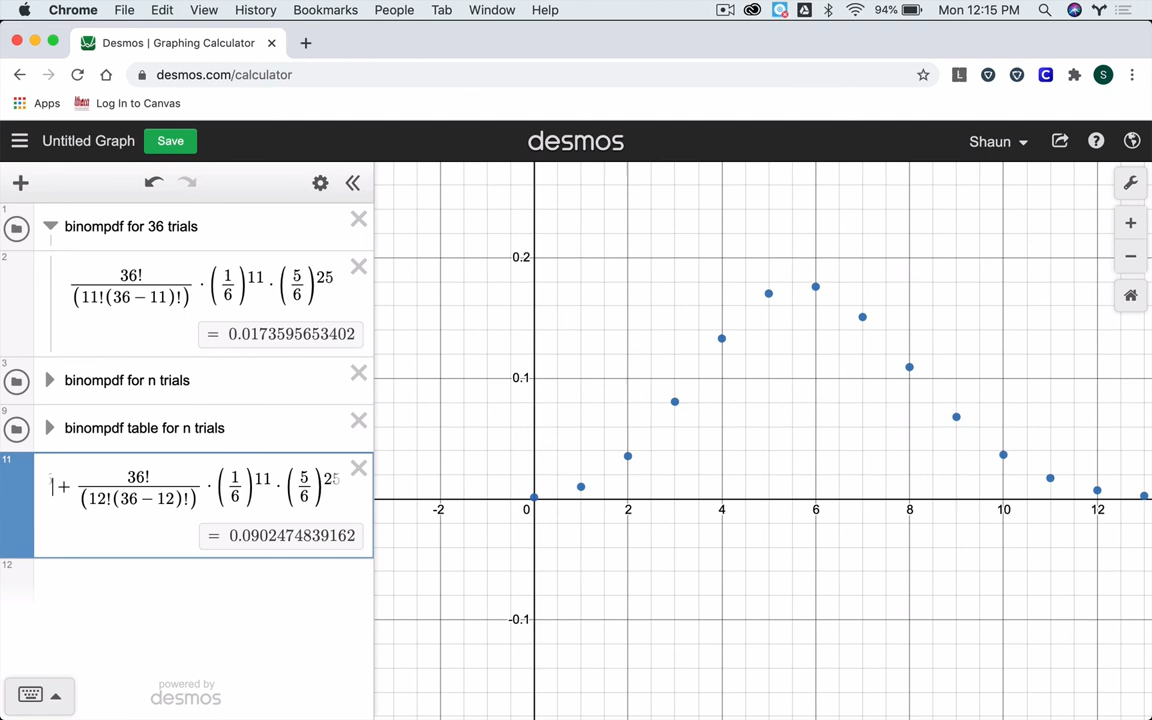 Chrome File Edit View History Bookmarks People Tab Window Help 94% Mon 12:15 PM
Desmos | Graphing Calculator
desmos.com/calculator
L C S
Apps Log In to Canvas
Untitled Graph Save desmos Shaun
1 binompdf for 36 trials
2 36!/(11!(36 − 11)!) · (1/6)^11 · (5/6)^25
= 0.0173595653402
3 binompdf for n trials
9 binompdf table for n trials
11 + 36!/(12!(36 − 12)!) · (1/6)^11 · (5/6)^25
= 0.0902474839162
12
powered by
desmos
0.2
0.1
-2 0 2 4 6 8 10 12
-0.1